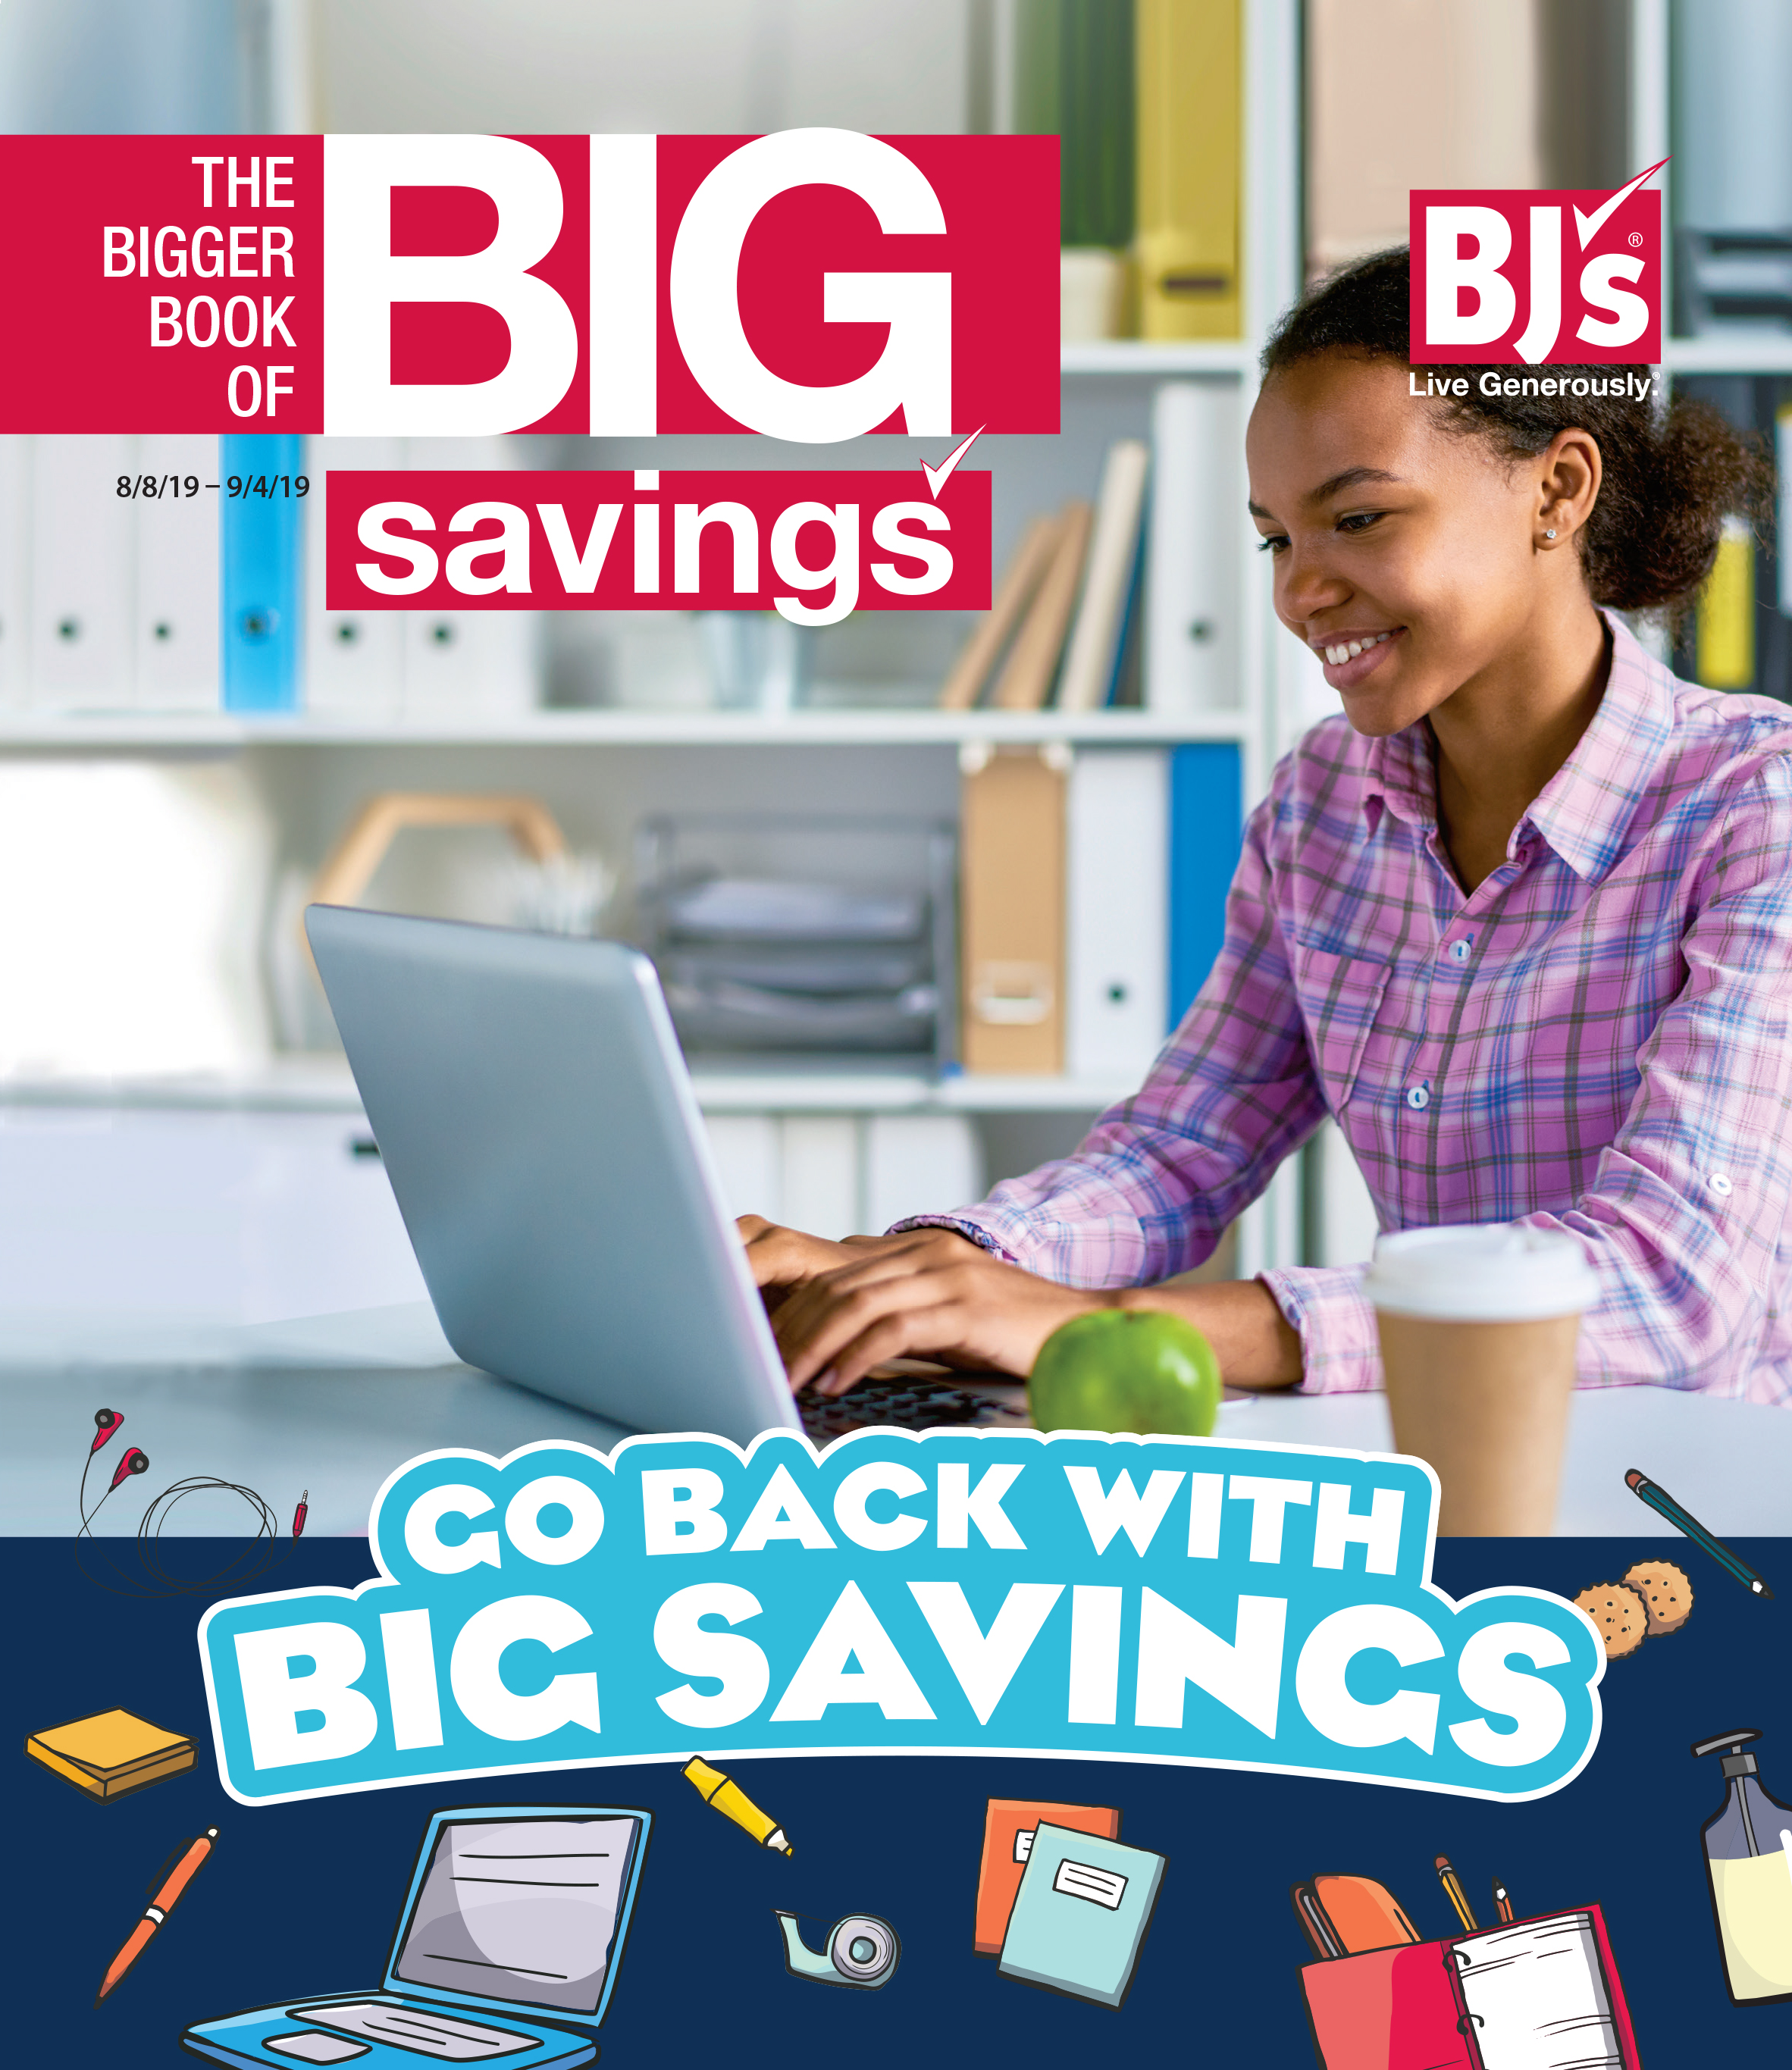 THE
BIGGER
BOOK
OF
BIG
savings
8/8/19 – 9/4/19
BJ's®
Live Generously.®
GO BACK WITH
BIG SAVINGS